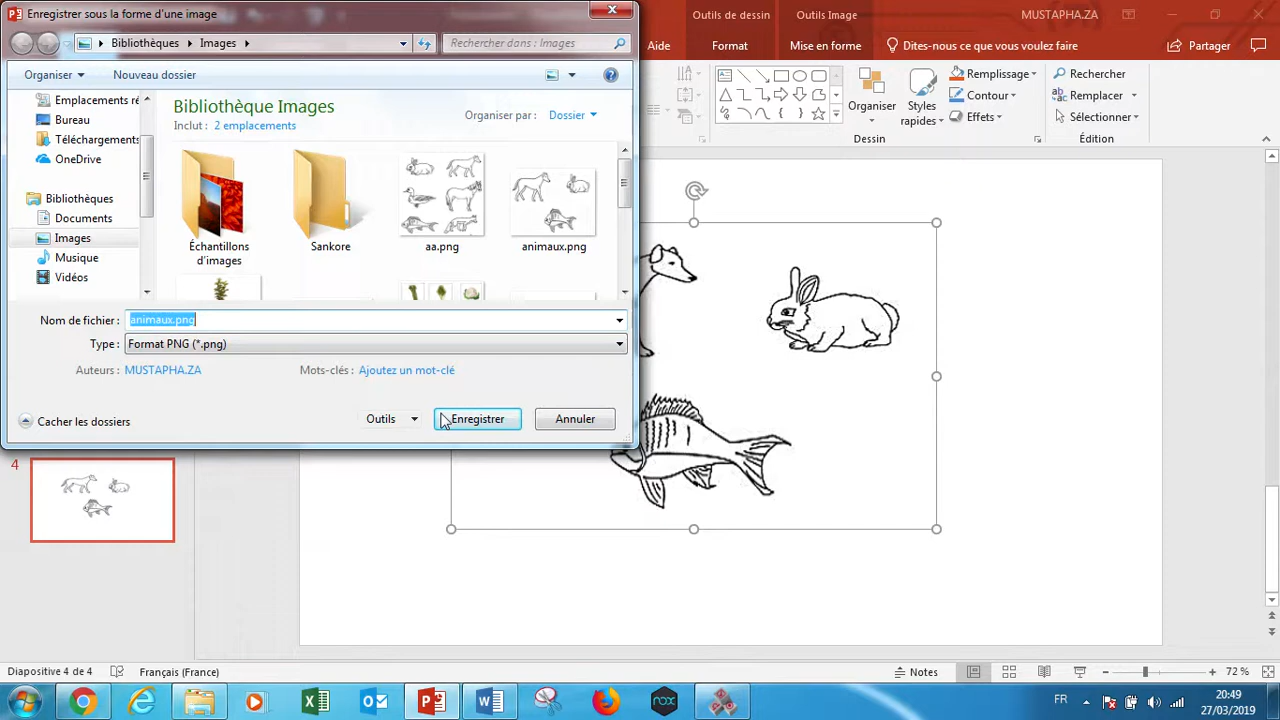 Enregistrer sous la forme d'une image
Outils de dessin
Outils Image
MUSTAPHA.ZA
Bibliothèques
Images
Rechercher dans : Images
Aide
Format
Mise en forme
Dites-nous ce que vous voulez faire
Partager
Organiser
Nouveau dossier
Emplacements ré
Bureau
Téléchargements
OneDrive
Bibliothèques
Documents
Images
Musique
Vidéos
Bibliothèque Images
Inclut : 2 emplacements
Organiser par : Dossier
Échantillons
d'images
Sankore
aa.png
animaux.png
Organiser
Styles
rapides
Remplissage
Contour
Effets
Dessin
Rechercher
Remplacer
Sélectionner
Édition
Nom de fichier : animaux.png
Type : Format PNG (*.png)
Auteurs : MUSTAPHA.ZA
Mots-clés : Ajoutez un mot-clé
Cacher les dossiers
Outils
Enregistrer
Annuler
4
Diapositive 4 de 4
Français (France)
Notes
72 %
FR
20:49
27/03/2019